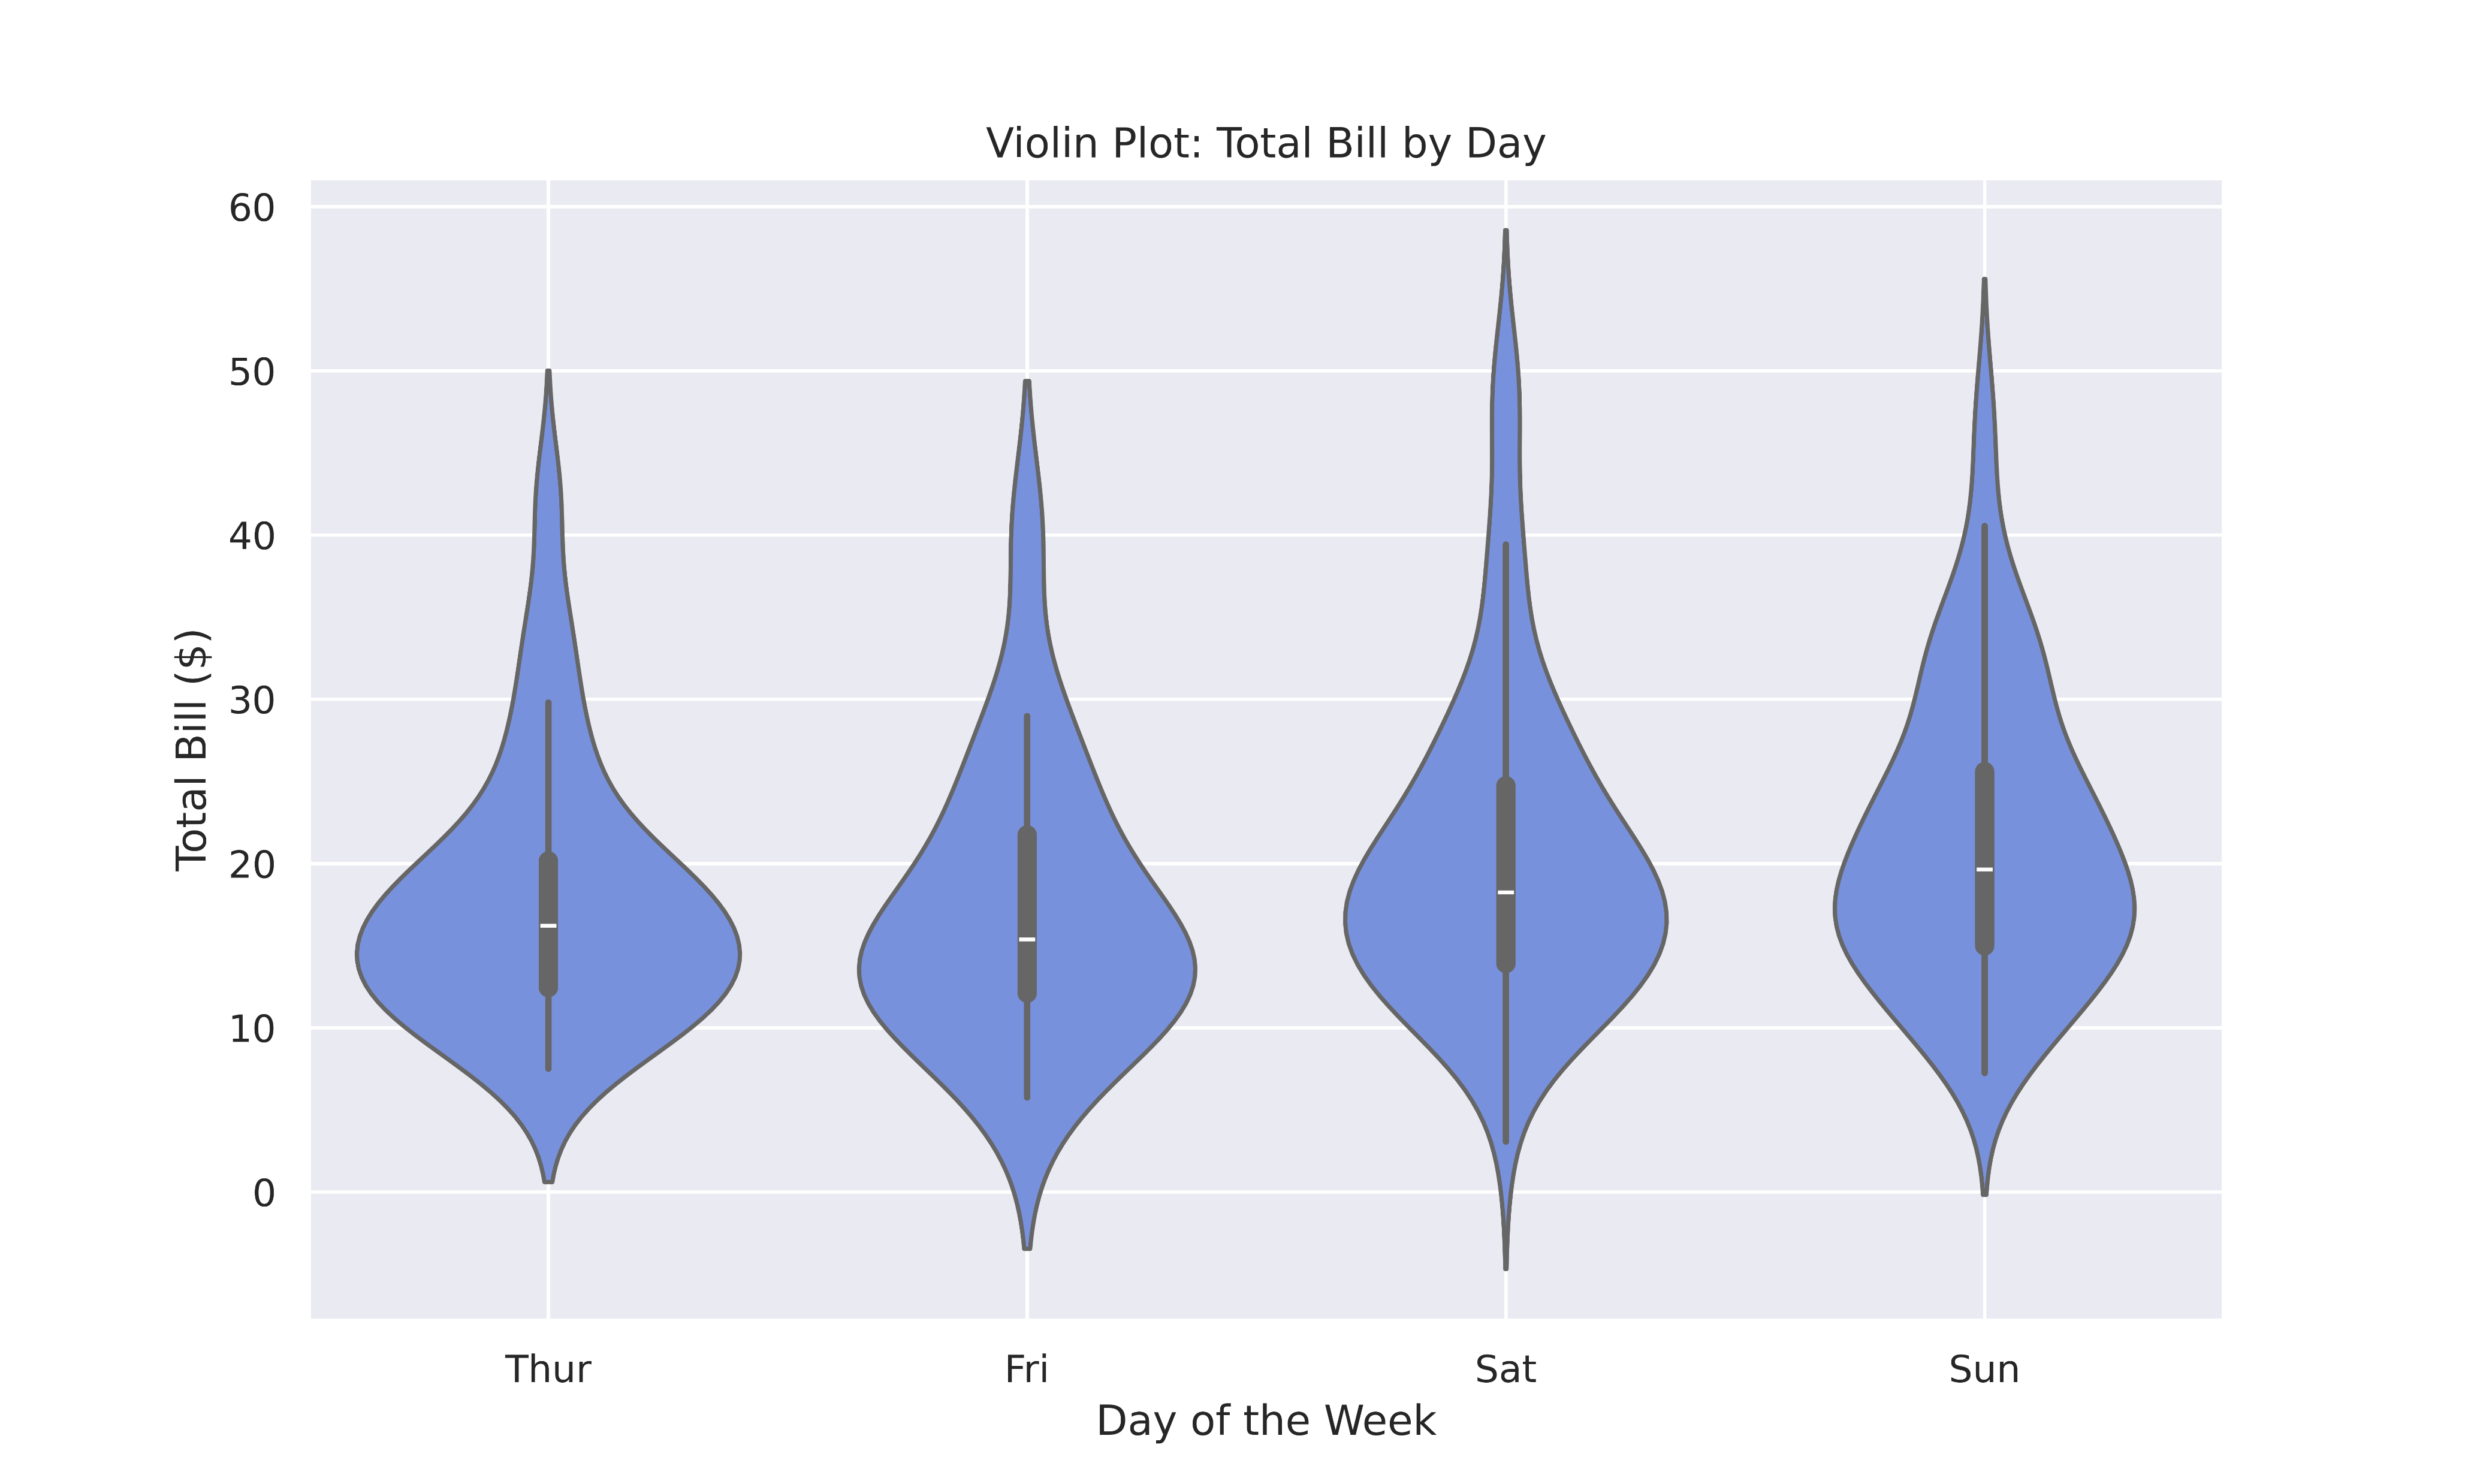 Violin Plot: Total Bill by Day
60
50
40
30
20
10
0
Total Bill ($)
Thur Fri Sat Sun
Day of the Week